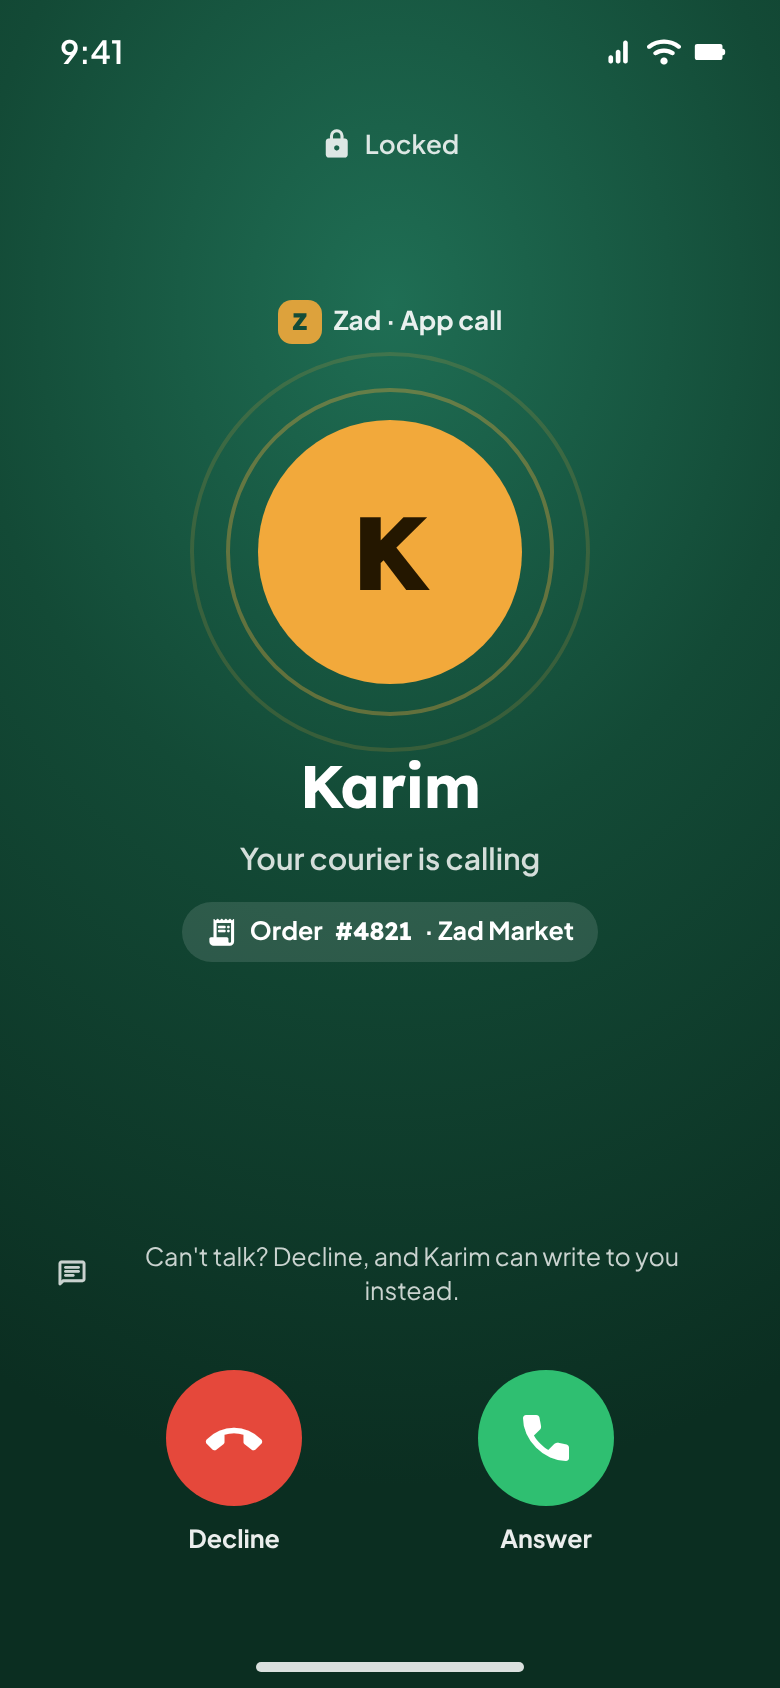 9:41
Locked
Z Zad · App call
K
Karim
Your courier is calling
Order #4821 · Zad Market
Can't talk? Decline, and Karim can write to you
instead.
Decline Answer